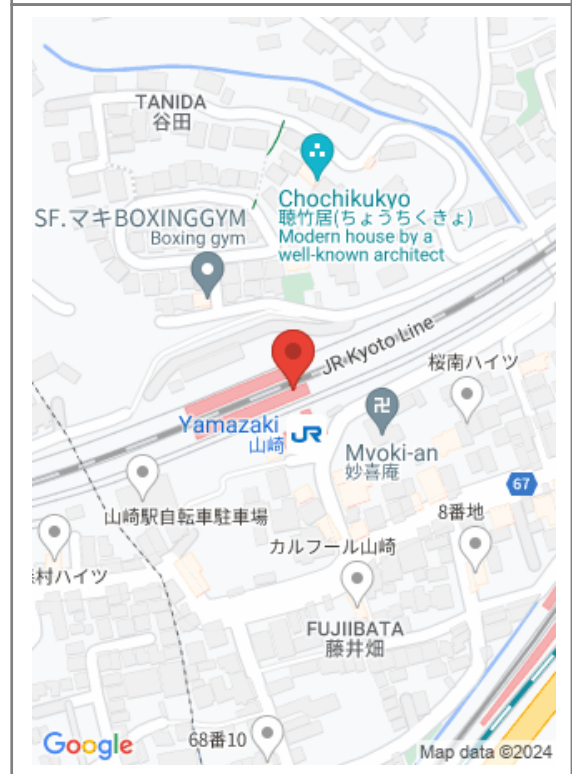 TANIDA
谷田
Chochikukyo
聴竹居(ちょうちくきょ)
Modern house by a
well-known architect
SF.マキBOXINGGYM
Boxing gym
JR Kyoto Line
桜南ハイツ
Yamazaki
山崎
JR
卍
Myoki-an
妙喜庵
67
山崎駅自転車駐車場
8番地
カルフール山崎
村ハイツ
FUJIIBATA
藤井畑
68番10
Google
Map data ©2024